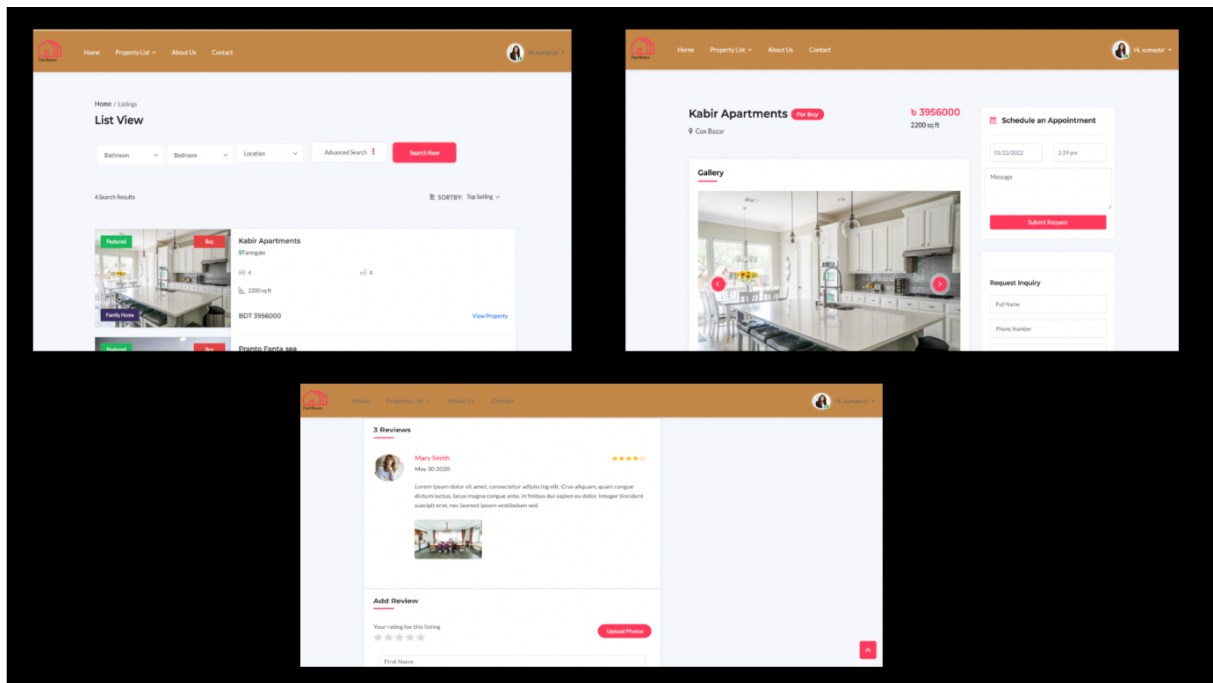 Home Property List About Us Contact
Hi, sumayta!
Home / Listings
List View
Bathroom Bedroom Location Advanced Search Search Now
4 Search Results
SORTBY: Top Selling
Featured Buy
Family Home
Kabir Apartments
Farmgate
4 4
2200 sq ft
BDT 3956000 View Property
Featured Buy
Pranto Fanta sea
Home Property List About Us Contact
Hi, sumayta!
Kabir Apartments For Buy
৳ 3956000
Cox Bazar
2200 sq ft
Gallery
Schedule an Appointment
01/22/2022 2:39 pm
Message
Submit Request
Request Inquiry
Full Name
Phone Number
Home Property List About Us Contact
Hi, sumayta!
3 Reviews
Mary Smith
May 30 2020
Lorem ipsum dolor sit amet, consectetur adipiscing elit. Cras aliquam, quam congue
dictum luctus, lacus magna congue ante, in finibus dui sapien eu dolor. Integer tincidunt
suscipit erat, nec laoreet ipsum vestibulum sed.
Add Review
Your rating for this listing
Upload Photos
First Name